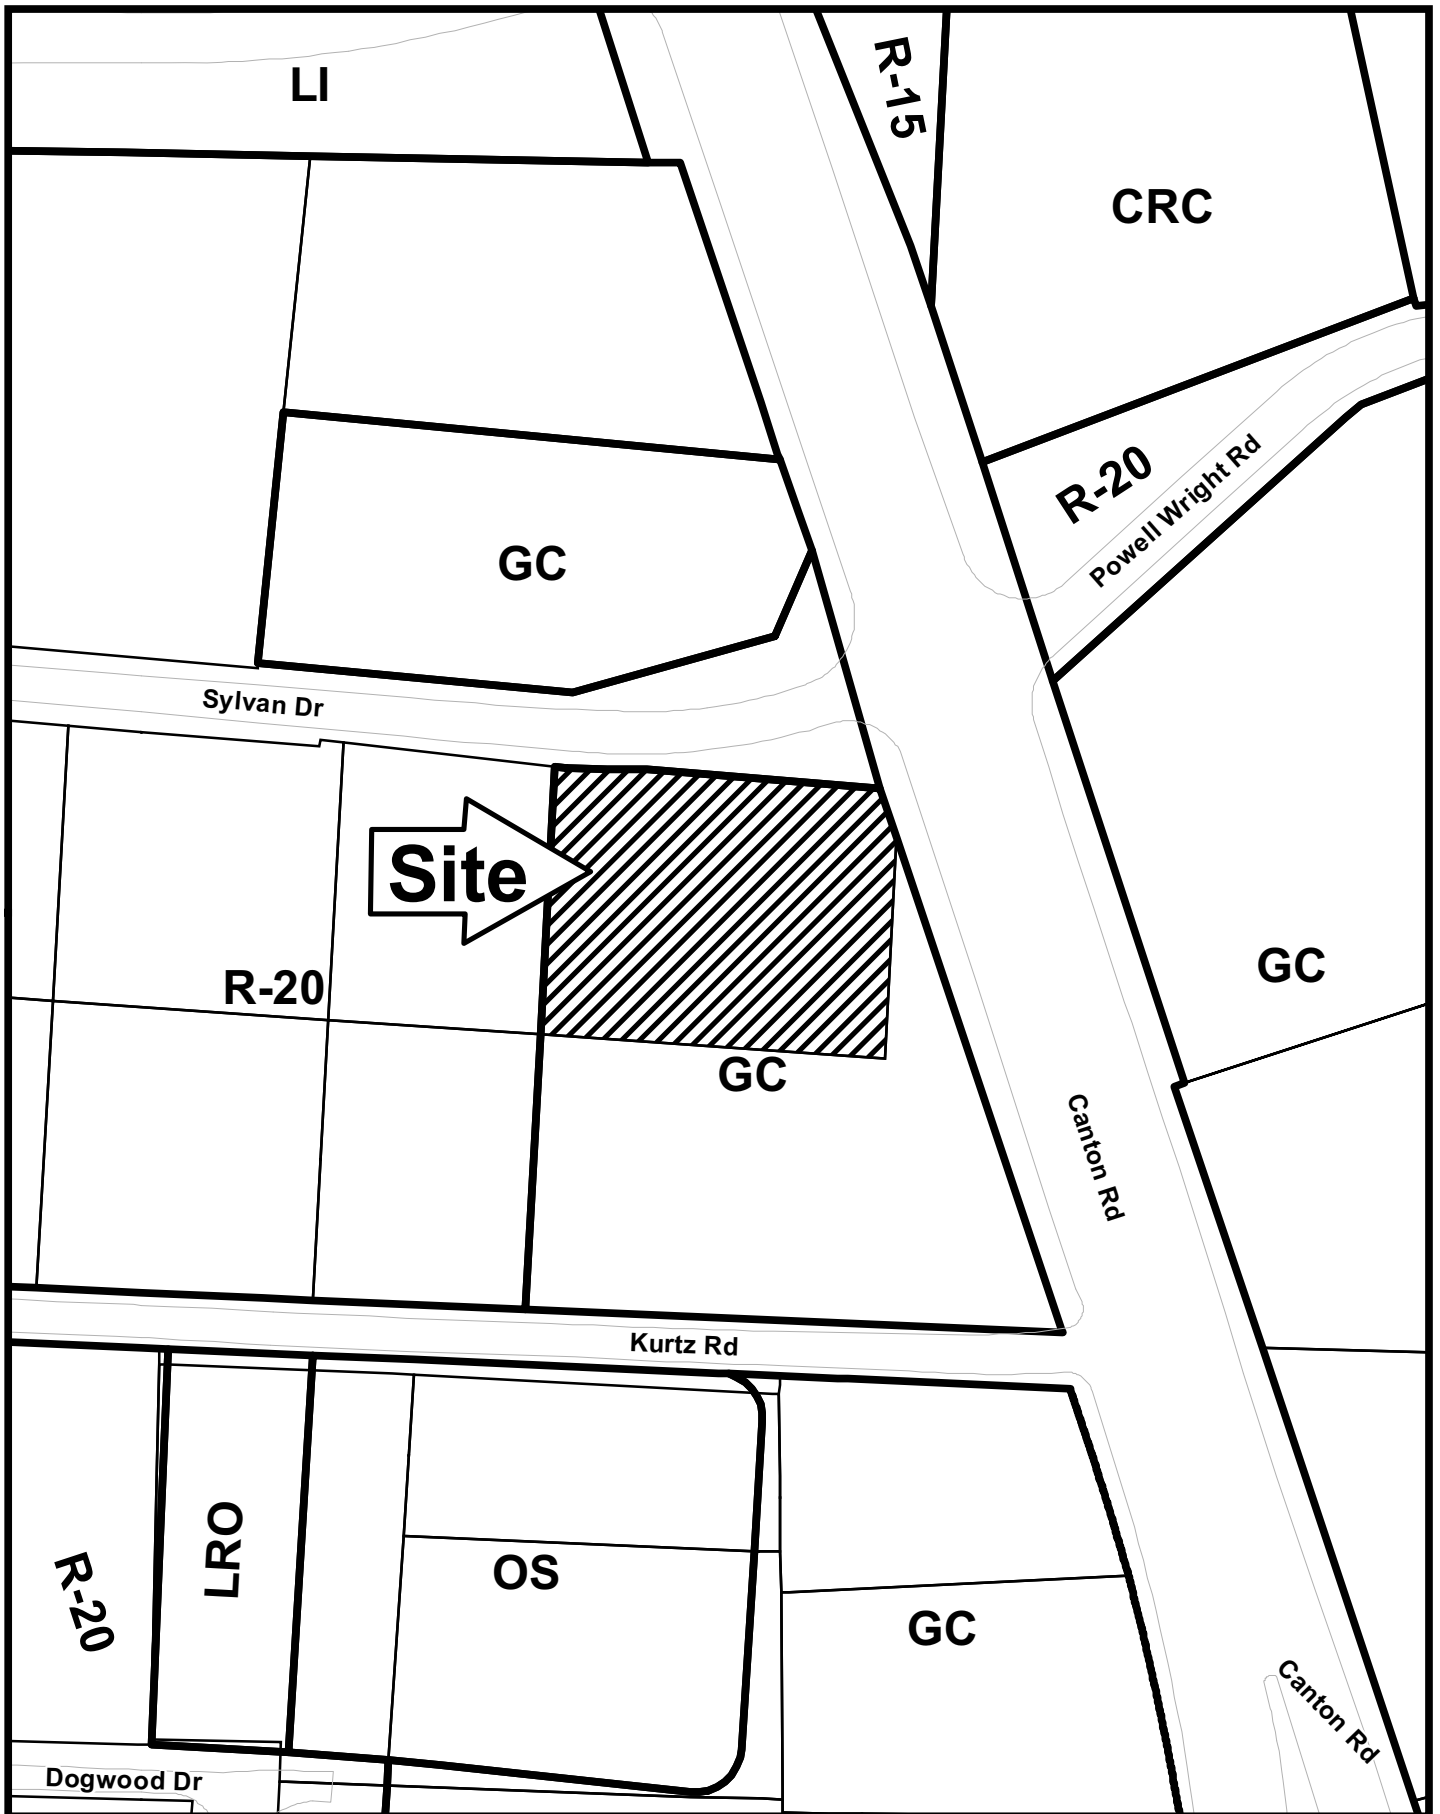 LI
R-15
CRC
R-20
Powell Wright Rd
GC
Sylvan Dr
Site
R-20
GC
GC
Canton Rd
Kurtz Rd
LRO
R-20
OS
GC
Canton Rd
Dogwood Dr